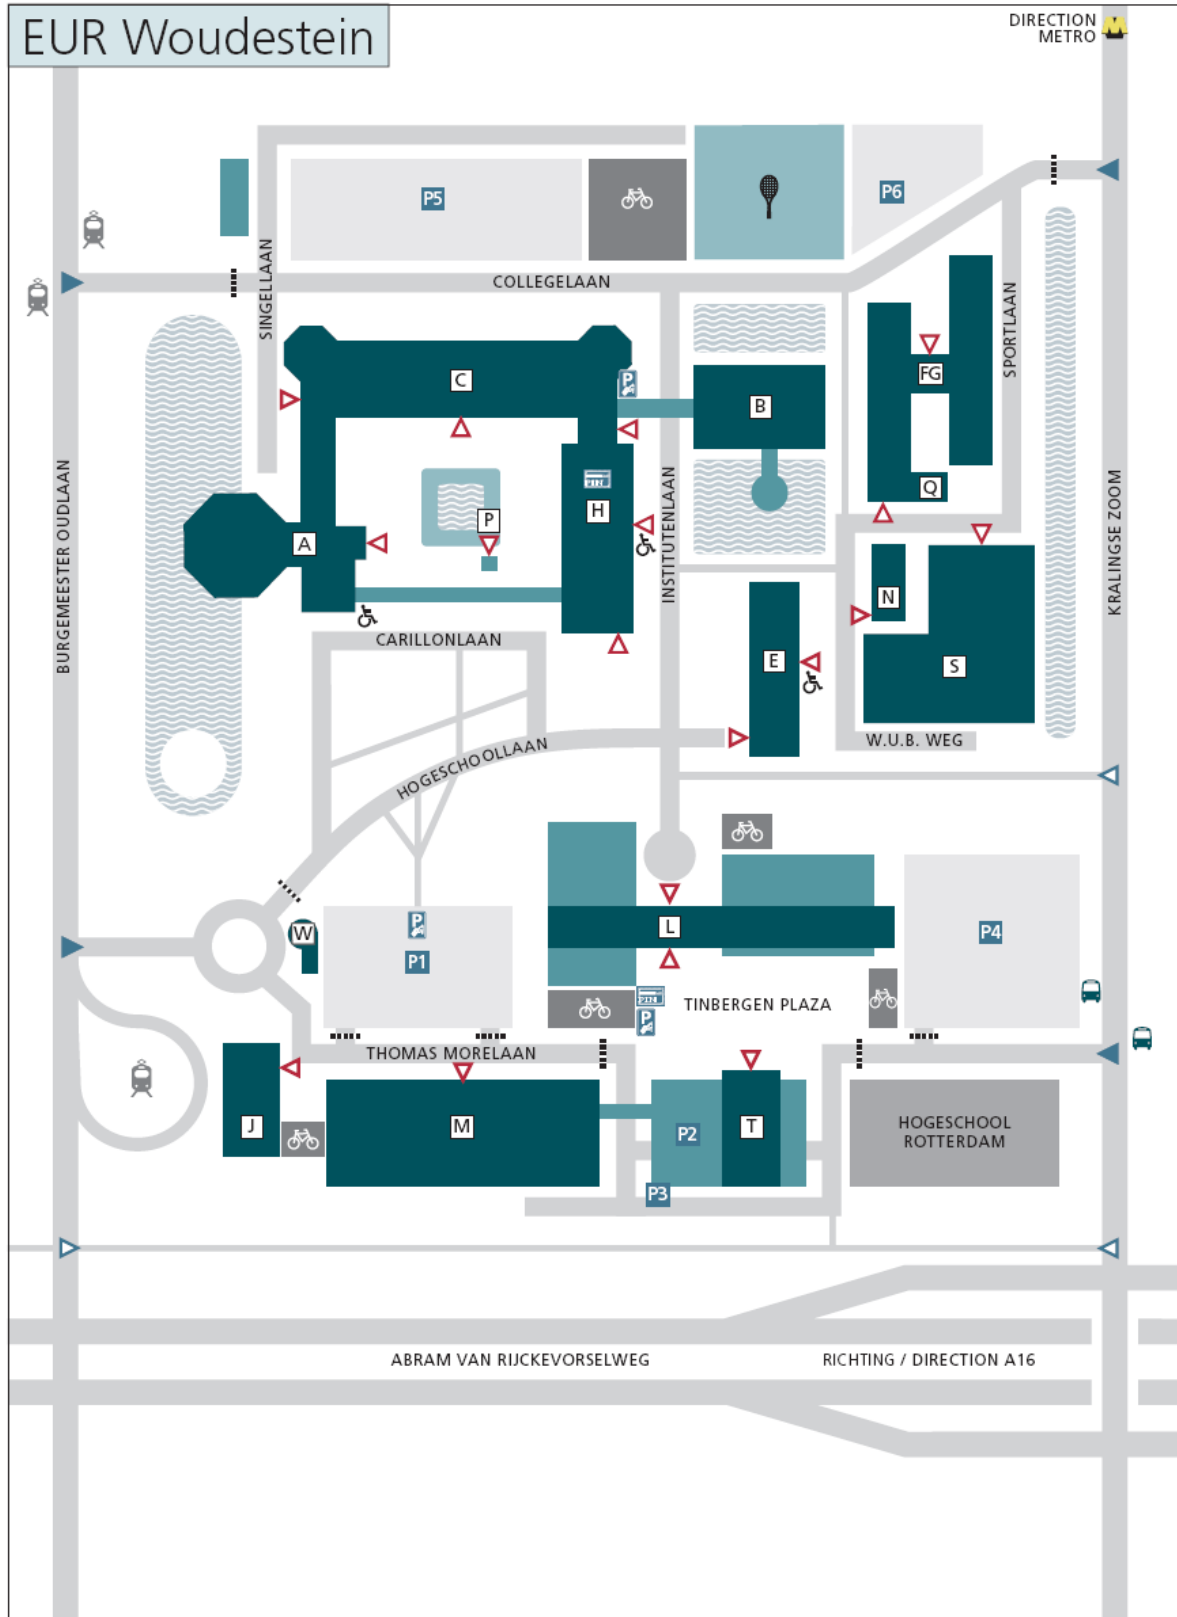 EUR Woudestein
DIRECTION
METRO
P5
P6
COLLEGELAAN
SINGELLAAN
SPORTLAAN
C
FG
B
BURGEMEESTER OUDLAAN
INSTITUTENLAAN
KRALINGSE ZOOM
P
Q
H
P
A
N
CARILLONLAAN
E
S
W.U.B. WEG
HOGESCHOOLLAAN
W
P
L
P4
P1
PIN
TINBERGEN PLAZA
P
THOMAS MORELAAN
J
M
P2
T
HOGESCHOOL
ROTTERDAM
P3
ABRAM VAN RIJCKEVORSELWEG
RICHTING / DIRECTION A16